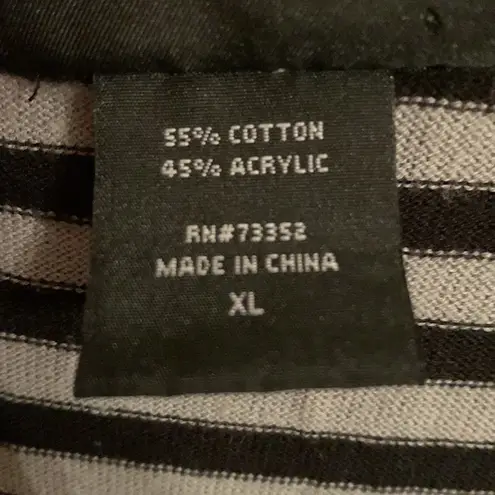 55% COTTON
45% ACRYLIC
RN#73352
MADE IN CHINA
XL